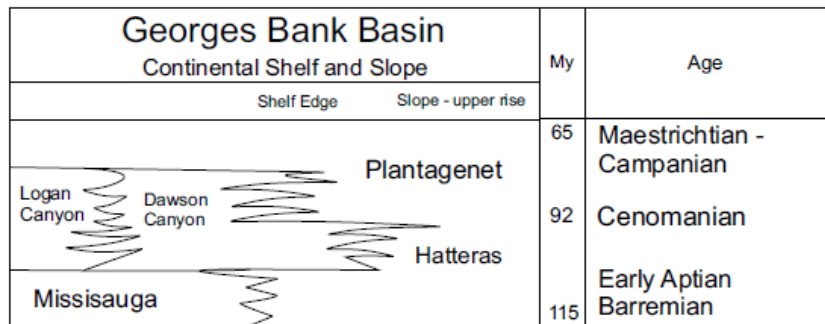 Georges Bank Basin
Continental Shelf and Slope
My
Age
Shelf Edge
Slope - upper rise
65
Maestrichtian -
Campanian
Plantagenet
Logan
Canyon
Dawson
Canyon
92
Cenomanian
Hatteras
Early Aptian
Barremian
Missisauga
115